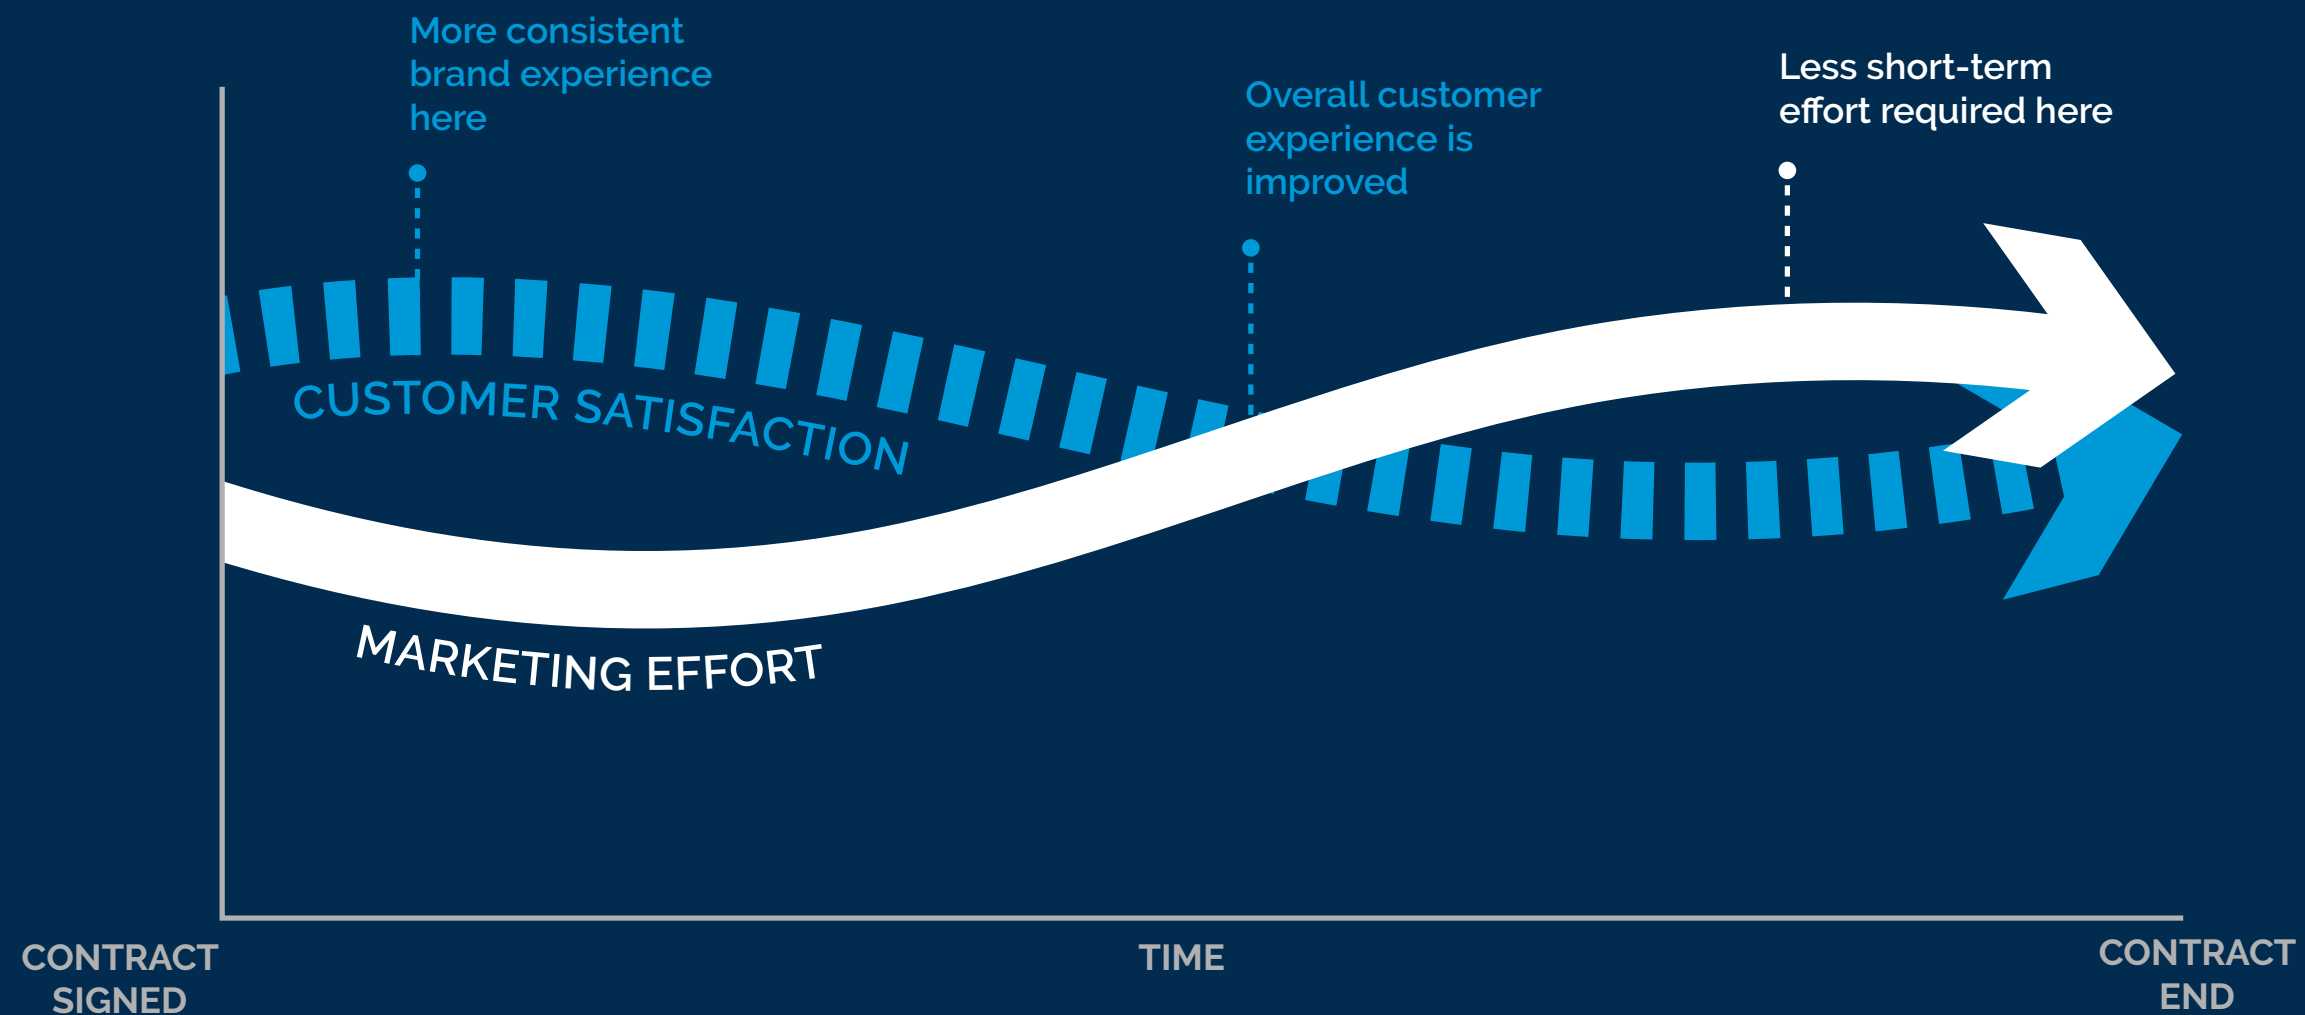 More consistent
brand experience
here
Overall customer
experience is
improved
Less short-term
effort required here
CUSTOMER SATISFACTION
MARKETING EFFORT
CONTRACT
SIGNED
TIME
CONTRACT
END